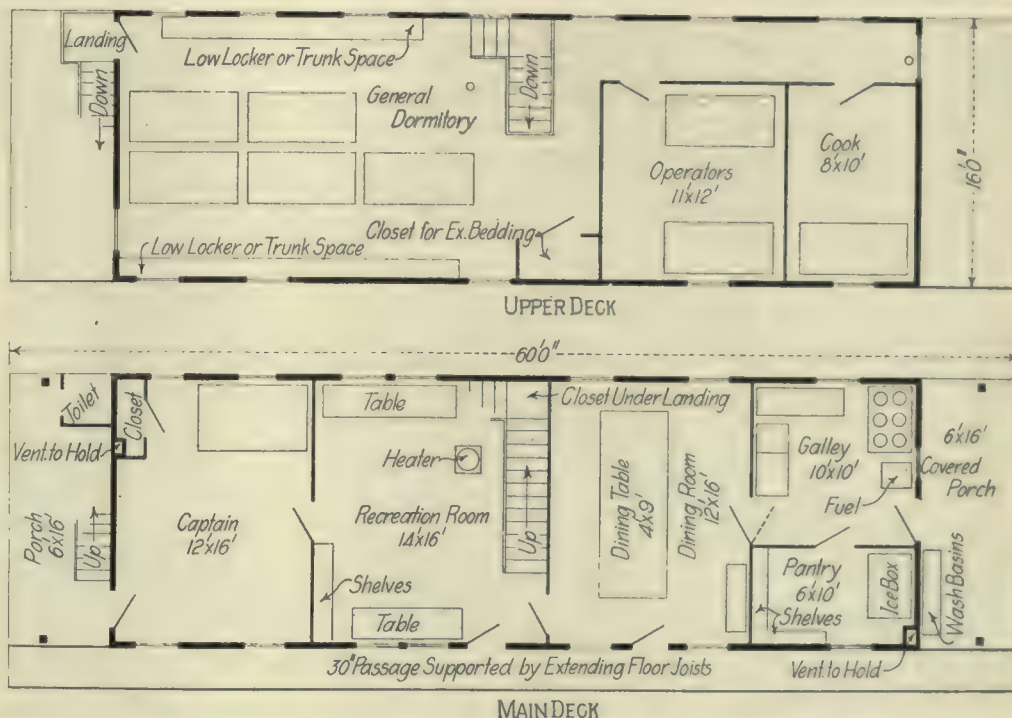 Landing
Low Locker or Trunk Space
Down
Down
General
Dormitory
Operators
11'x12'
Cook
8'x10'
16'0"
Closet for Ex. Bedding
Low Locker or Trunk Space
UPPER DECK
60'0"
Toilet
Closet
Table
Closet Under Landing
Vent. to Hold
Heater
Galley
10'x10'
6'x16'
Covered
Porch
Fuel
Porch
6'x16'
Up
Captain
12'x16'
Recreation Room
14'x16'
Up
Dining Table
4'x9'
Dining Room
12'x16'
Shelves
Pantry
6'x10'
Ice Box
Shelves
Wash Basins
Table
30" Passage Supported by Extending Floor Joists
Vent. to Hold
MAIN DECK